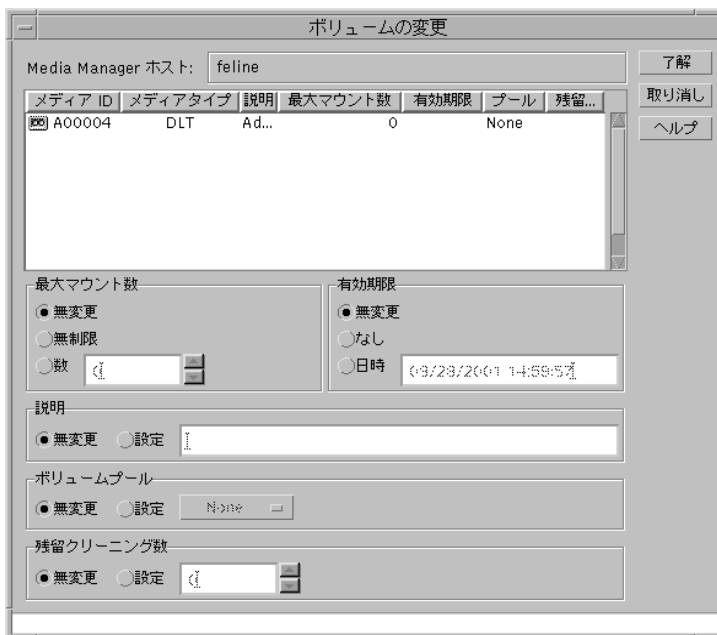 ボリュームの変更
Media Manager ホスト: feline
了解
取り消し
ヘルプ
メディア ID メディアタイプ 説明 最大マウント数 有効期限 プール 残留...
A00004 DLT Ad... 0 None
最大マウント数
無変更
無制限
数 0
有効期限
無変更
なし
日時 09/29/2001 14:59:57
説明
無変更 設定
ボリュームプール
無変更 設定 None
残留クリーニング数
無変更 設定 0